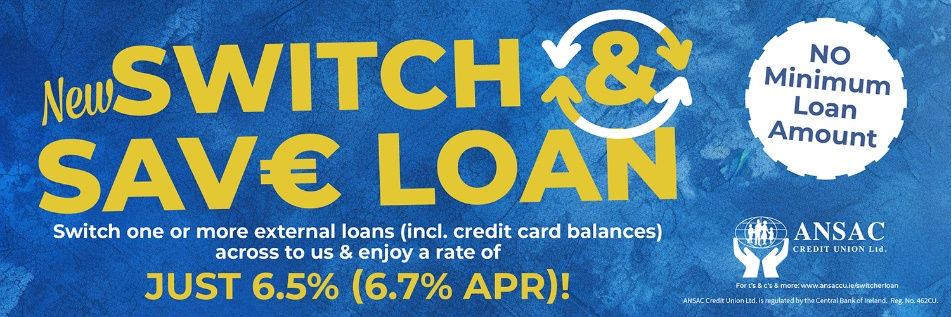 New SWITCH &
SAV€ LOAN
Switch one or more external loans (incl. credit card balances)
across to us & enjoy a rate of
JUST 6.5% (6.7% APR)!
NO
Minimum
Loan
Amount
ANSAC
CREDIT UNION Ltd.
For t's & c's & more: www.ansaccu.ie/switcherloan
ANSAC Credit Union Ltd. is regulated by the Central Bank of Ireland. Reg. No. 462CU.